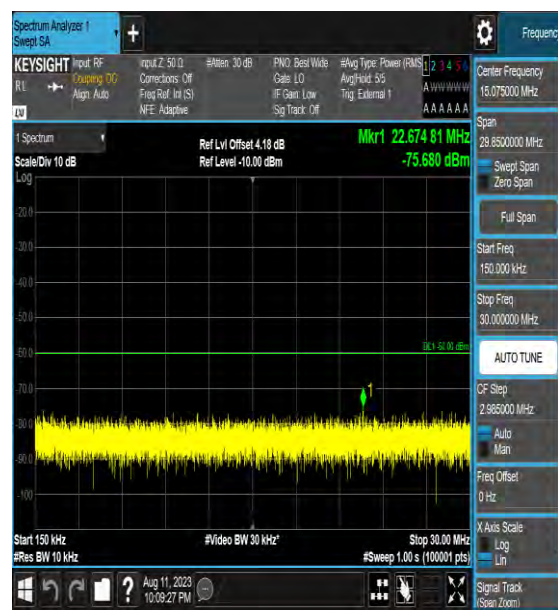 Spectrum Analyzer 1
Swept SA
Frequenc
KEYSIGHT
RL
Input: RF
Coupling: DC
Align: Auto
Input Z: 50 Ω
Corrections: Off
Freq Ref: Int (S)
NFE: Adaptive
#Atten: 30 dB
PNO: Best Wide
Gate: LO
IF Gain: Low
Sig Track: Off
#Avg Type: Power (RMS
Avg|Hold: 5/5
Trig: External 1
1 2 3 4 5 6
A W W W W W
A A A A A A
1 Spectrum
Scale/Div 10 dB
Log
Ref Lvl Offset 4.18 dB
Ref Level -10.00 dBm
Mkr1 22.674 81 MHz
-75.680 dBm
-20.0
-30.0
-40.0
-50.0
-60.0
-70.0
-80.0
-90.0
-100
DL1 -60.00 dBm
1
Start 150 kHz
#Res BW 10 kHz
#Video BW 30 kHz*
Stop 30.00 MHz
#Sweep 1.00 s (100001 pts)
Center Frequency
15.075000 MHz
Span
29.8500000 MHz
Swept Span
Zero Span
Full Span
Start Freq
150.000 kHz
Stop Freq
30.000000 MHz
AUTO TUNE
CF Step
2.985000 MHz
Auto
Man
Freq Offset
0 Hz
X Axis Scale
Log
Lin
Signal Track
(Span Zoom)
?
Aug 11, 2023
10:09:27 PM